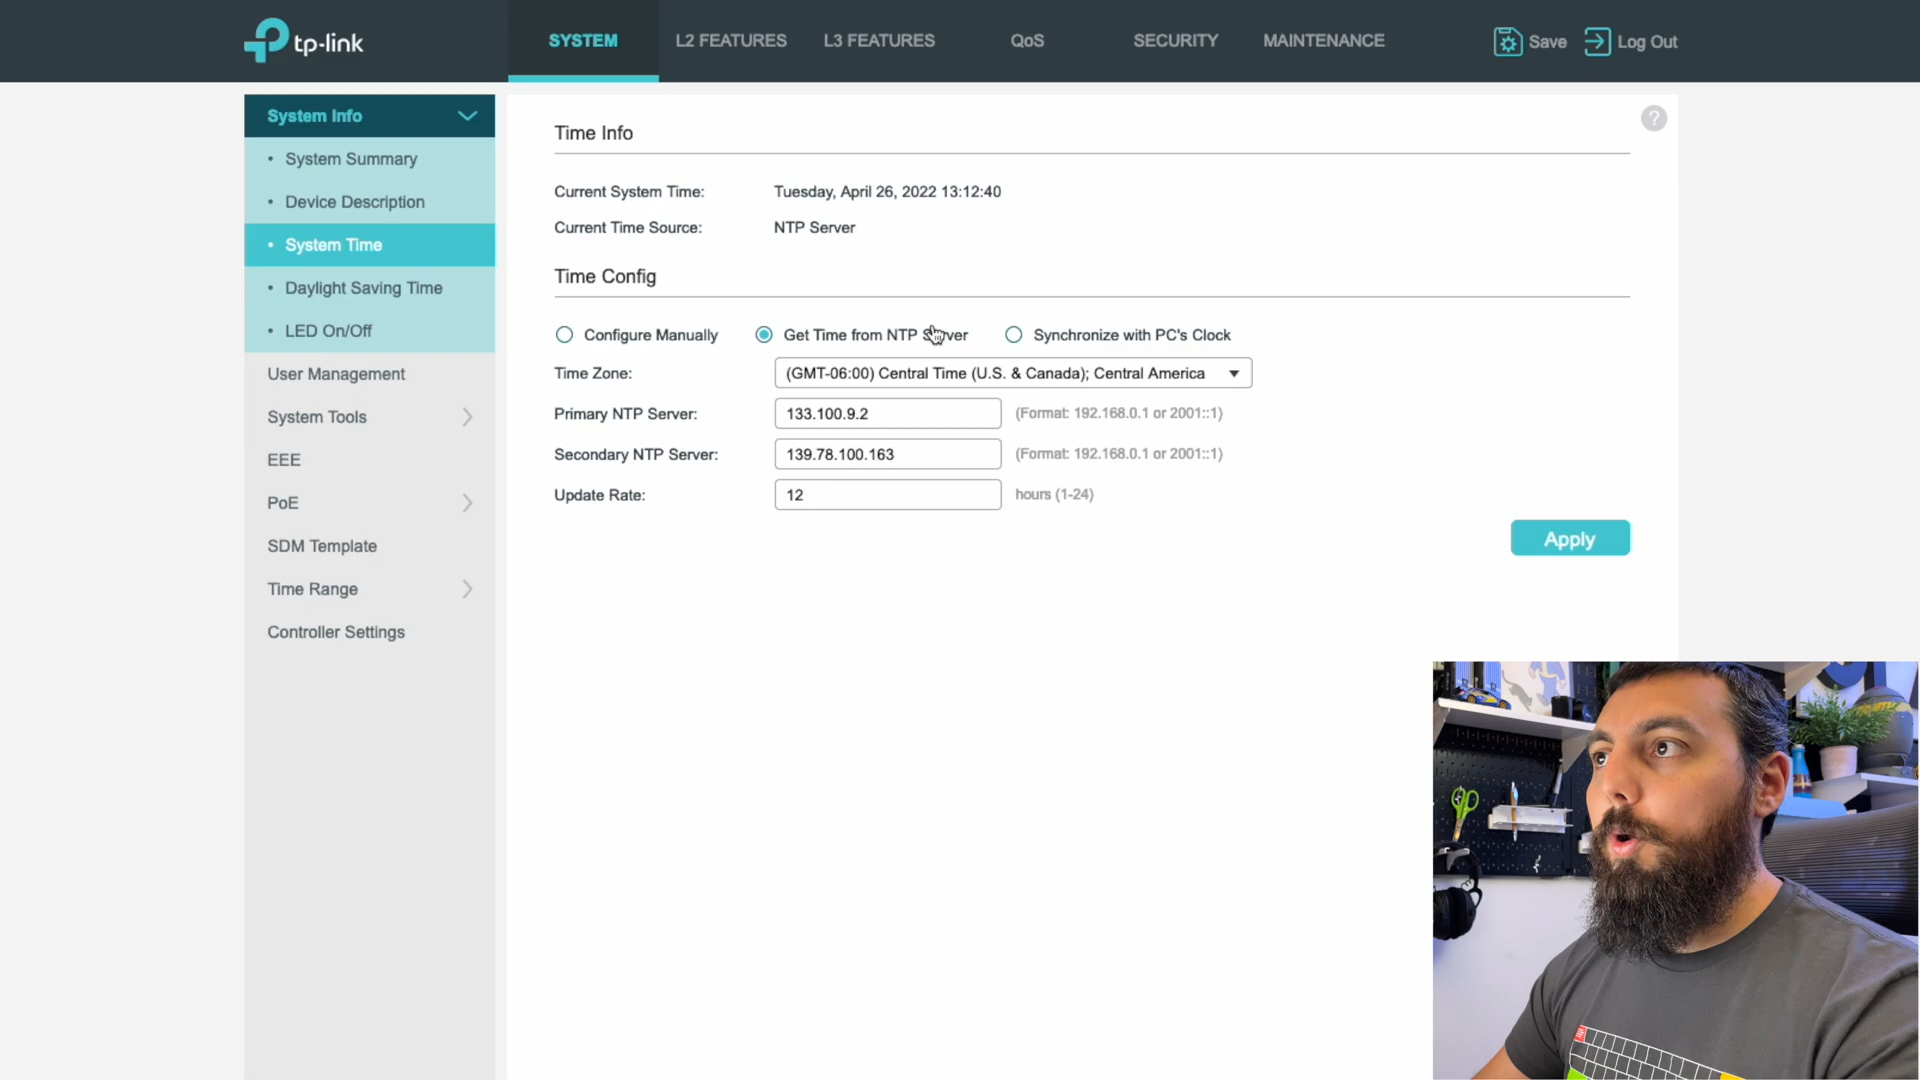 tp-link
SYSTEM L2 FEATURES L3 FEATURES QoS SECURITY MAINTENANCE Save Log Out
System Info
• System Summary
• Device Description
• System Time
• Daylight Saving Time
• LED On/Off
User Management
System Tools
EEE
PoE
SDM Template
Time Range
Controller Settings
Time Info
?
Current System Time: Tuesday, April 26, 2022 13:12:40
Current Time Source: NTP Server
Time Config
Configure Manually Get Time from NTP Server Synchronize with PC's Clock
Time Zone: (GMT-06:00) Central Time (U.S. & Canada); Central America
Primary NTP Server: 133.100.9.2 (Format: 192.168.0.1 or 2001::1)
Secondary NTP Server: 139.78.100.163 (Format: 192.168.0.1 or 2001::1)
Update Rate: 12 hours (1-24)
Apply